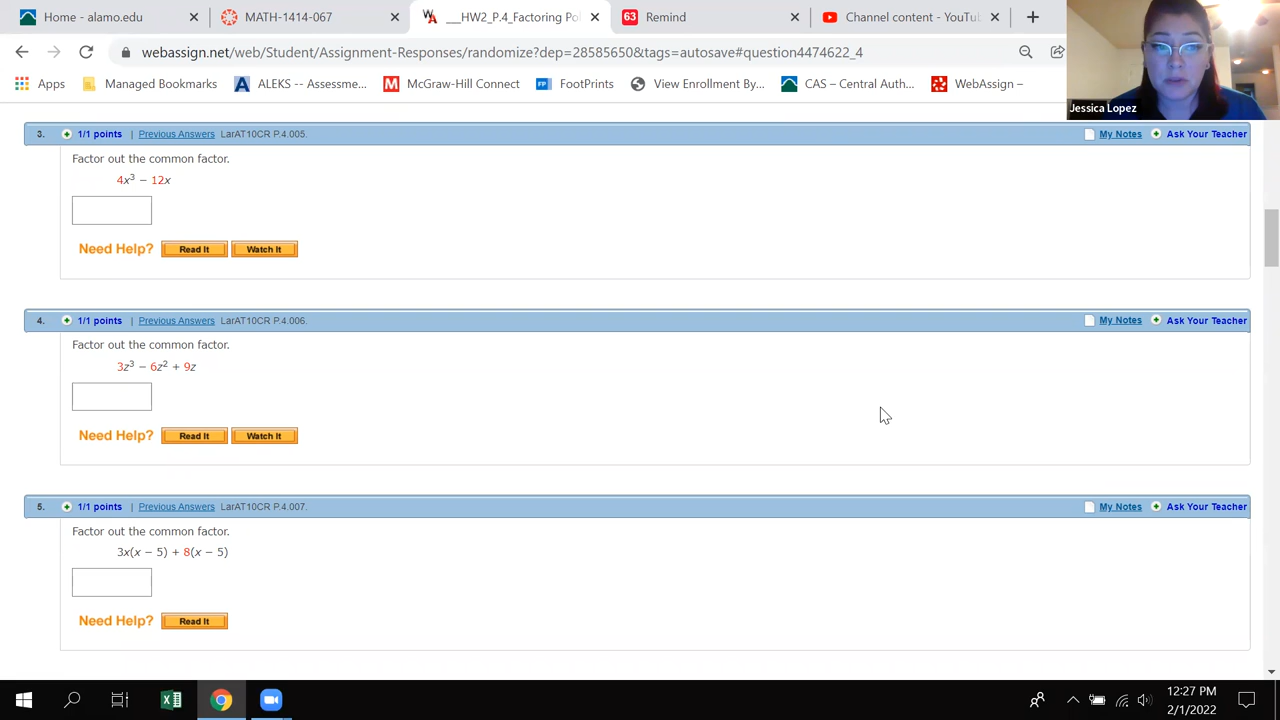 Home - alamo.edu
MATH-1414-067
___HW2_P.4_Factoring Pol
63 Remind
Channel content - YouTu
webassign.net/web/Student/Assignment-Responses/randomize?dep=28585650&tags=autosave#question4474622_4
Apps
Managed Bookmarks
ALEKS -- Assessme...
McGraw-Hill Connect
FP FootPrints
View Enrollment By...
CAS – Central Auth...
WebAssign –
Jessica Lopez
3. 1/1 points | Previous Answers LarAT10CR P.4.005. My Notes Ask Your Teacher
Factor out the common factor.
4x³ − 12x
Need Help? Read It Watch It
4. 1/1 points | Previous Answers LarAT10CR P.4.006. My Notes Ask Your Teacher
Factor out the common factor.
3z³ − 6z² + 9z
Need Help? Read It Watch It
5. 1/1 points | Previous Answers LarAT10CR P.4.007. My Notes Ask Your Teacher
Factor out the common factor.
3x(x − 5) + 8(x − 5)
Need Help? Read It
12:27 PM
2/1/2022